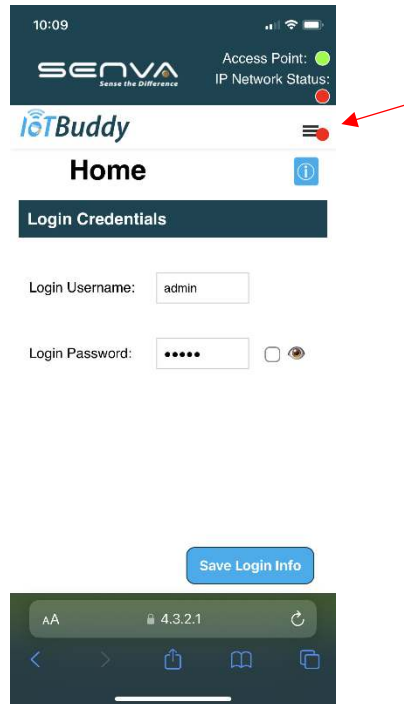 10:09
SENVA
Sense the Difference
Access Point:
IP Network Status:
IoTBuddy
Home
i
Login Credentials
Login Username: admin
Login Password: •••••
Save Login Info
AA 4.3.2.1